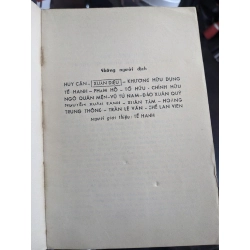 Những người dịch
HUY CẬN - XUÂN DIỆU - KHƯƠNG HỮU DỤNG
TẾ HANH - PHẠM HỔ - TỐ HỮU - CHÍNH HỮU
NGÔ QUÂN MIỆN - VŨ TÚ NAM - ĐÀO XUÂN QUÝ
NGUYỄN XUÂN SANH - XUÂN TÂM - HOÀNG
TRUNG THÔNG - TRẦN LÊ VĂN - CHẾ LAN VIÊN
người giới thiệu: TẾ HANH